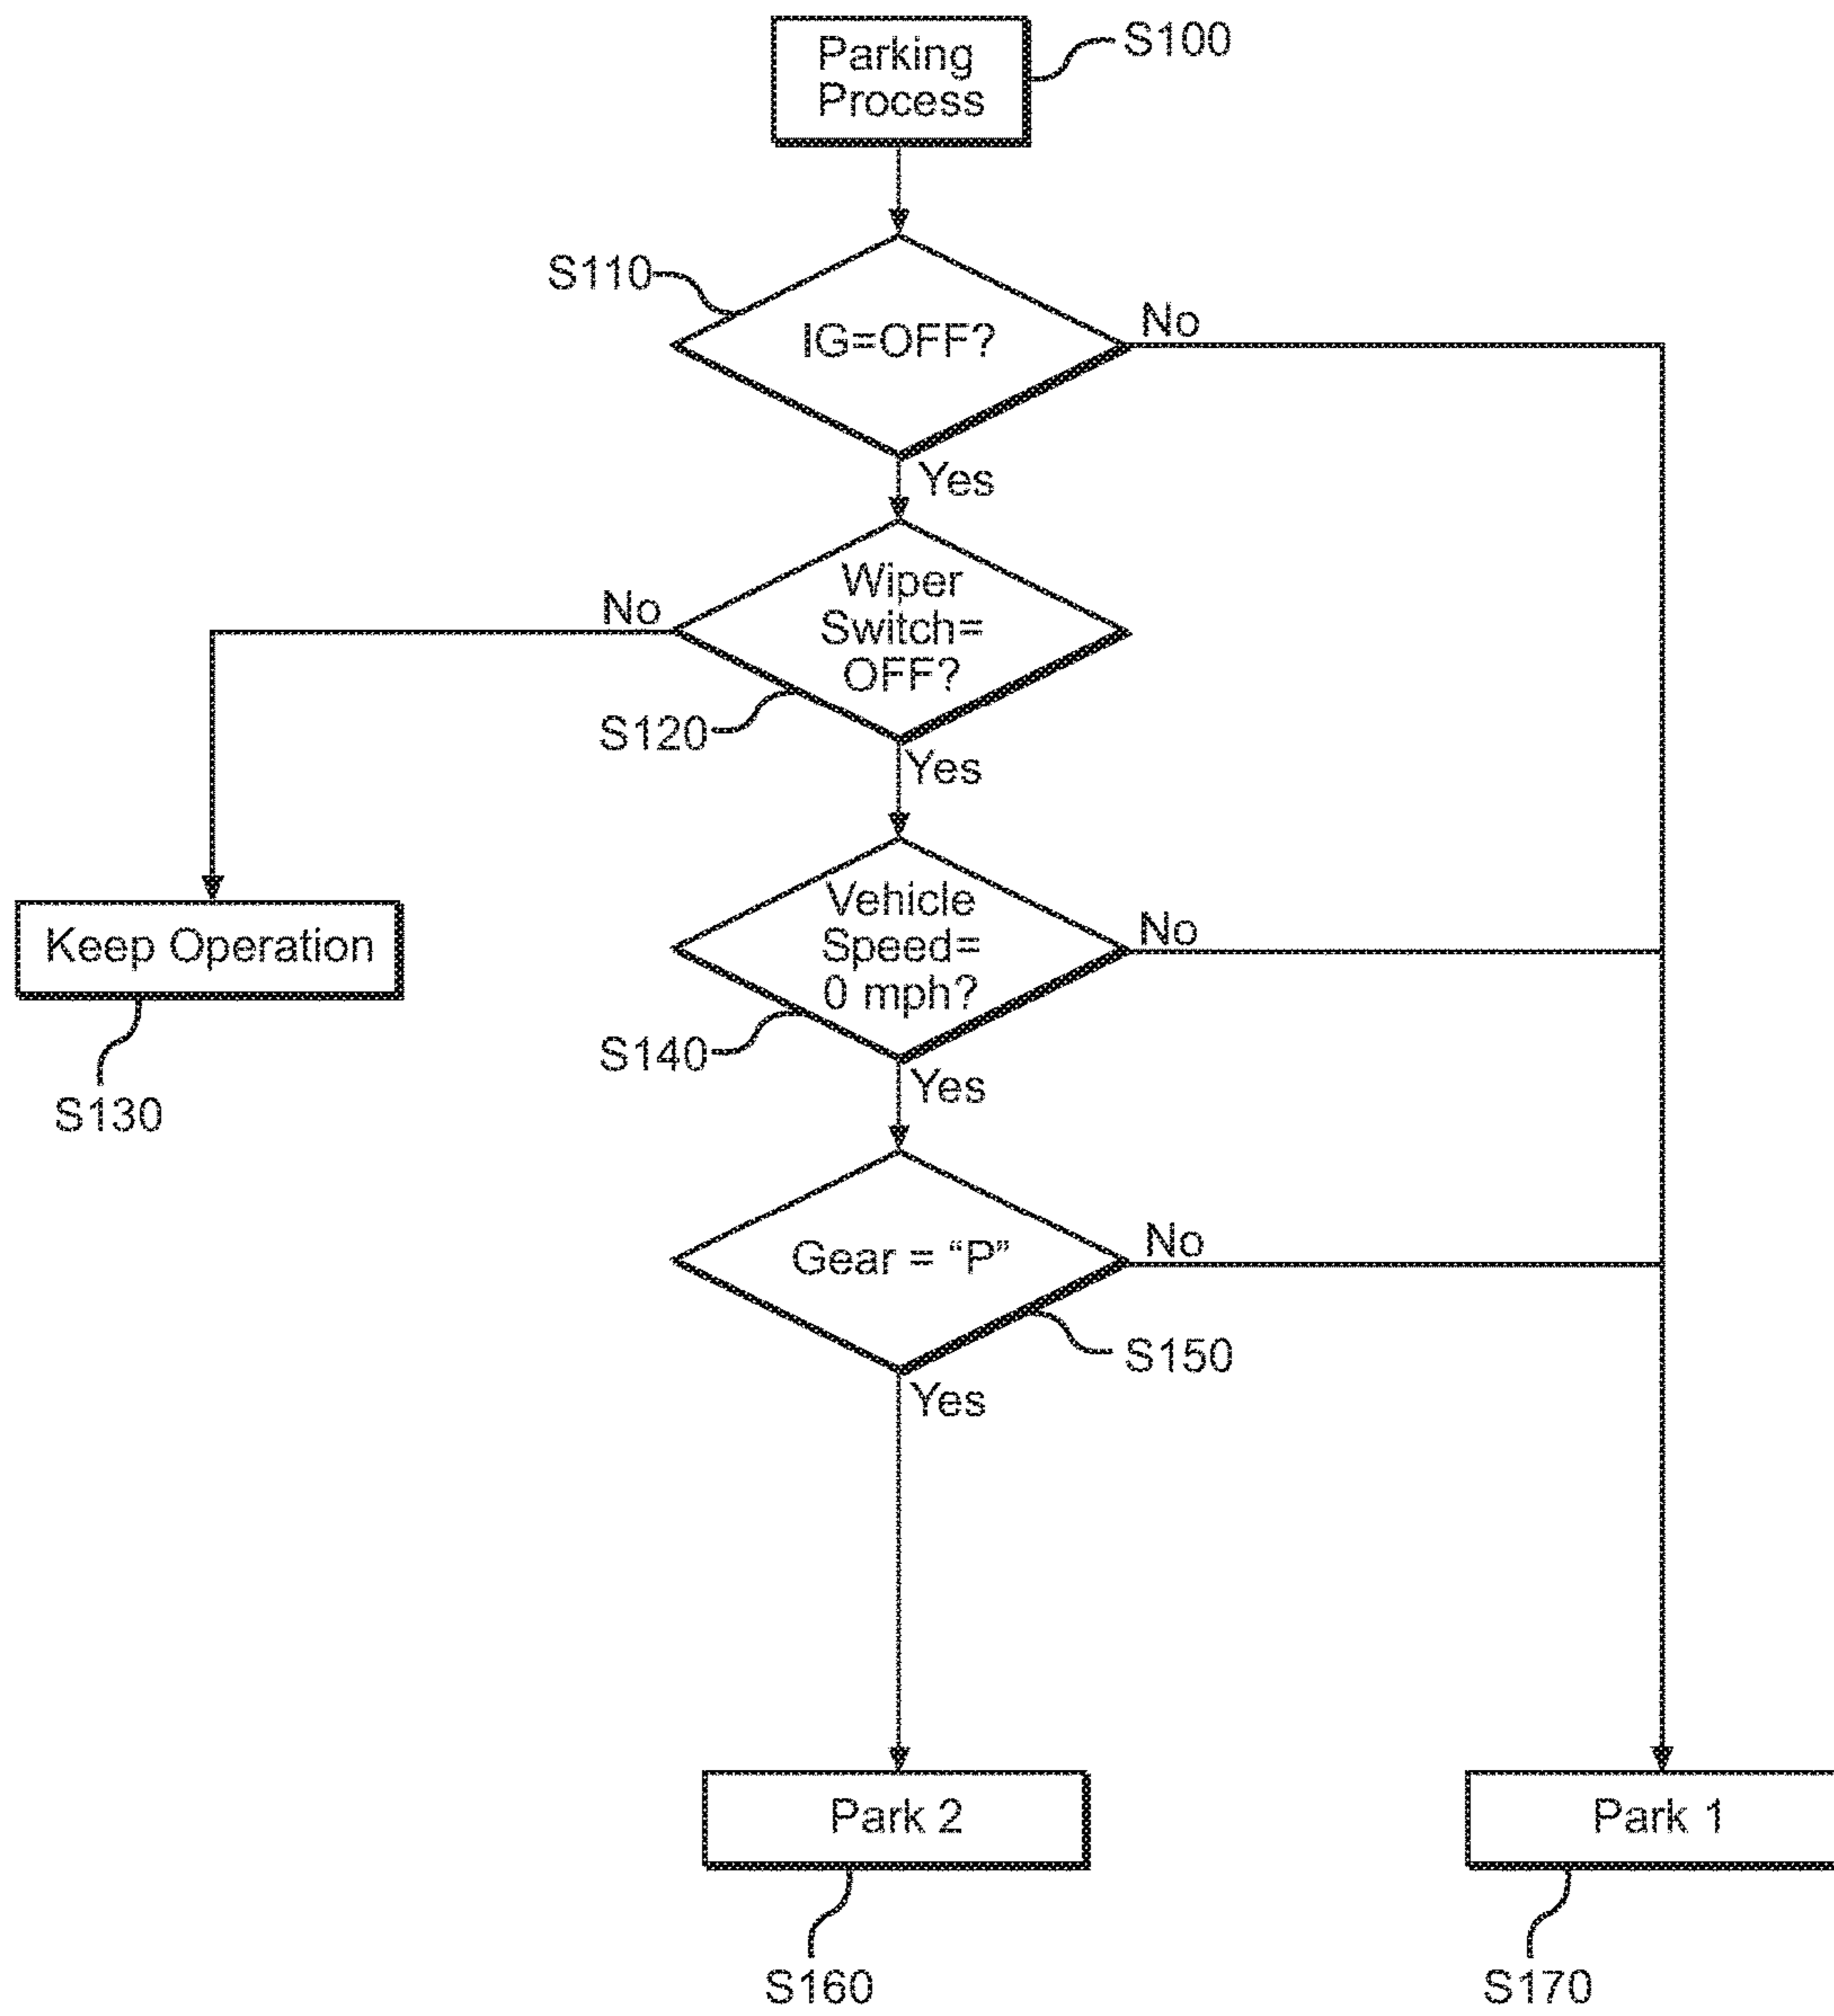 Parking
Process
S100
S110
IG=OFF?
No
Yes
Wiper
Switch=
OFF?
No
S120
Yes
Keep Operation
S130
Vehicle
Speed=
0 mph?
No
S140
Yes
Gear = “P”
No
S150
Yes
Park 2
S160
Park 1
S170